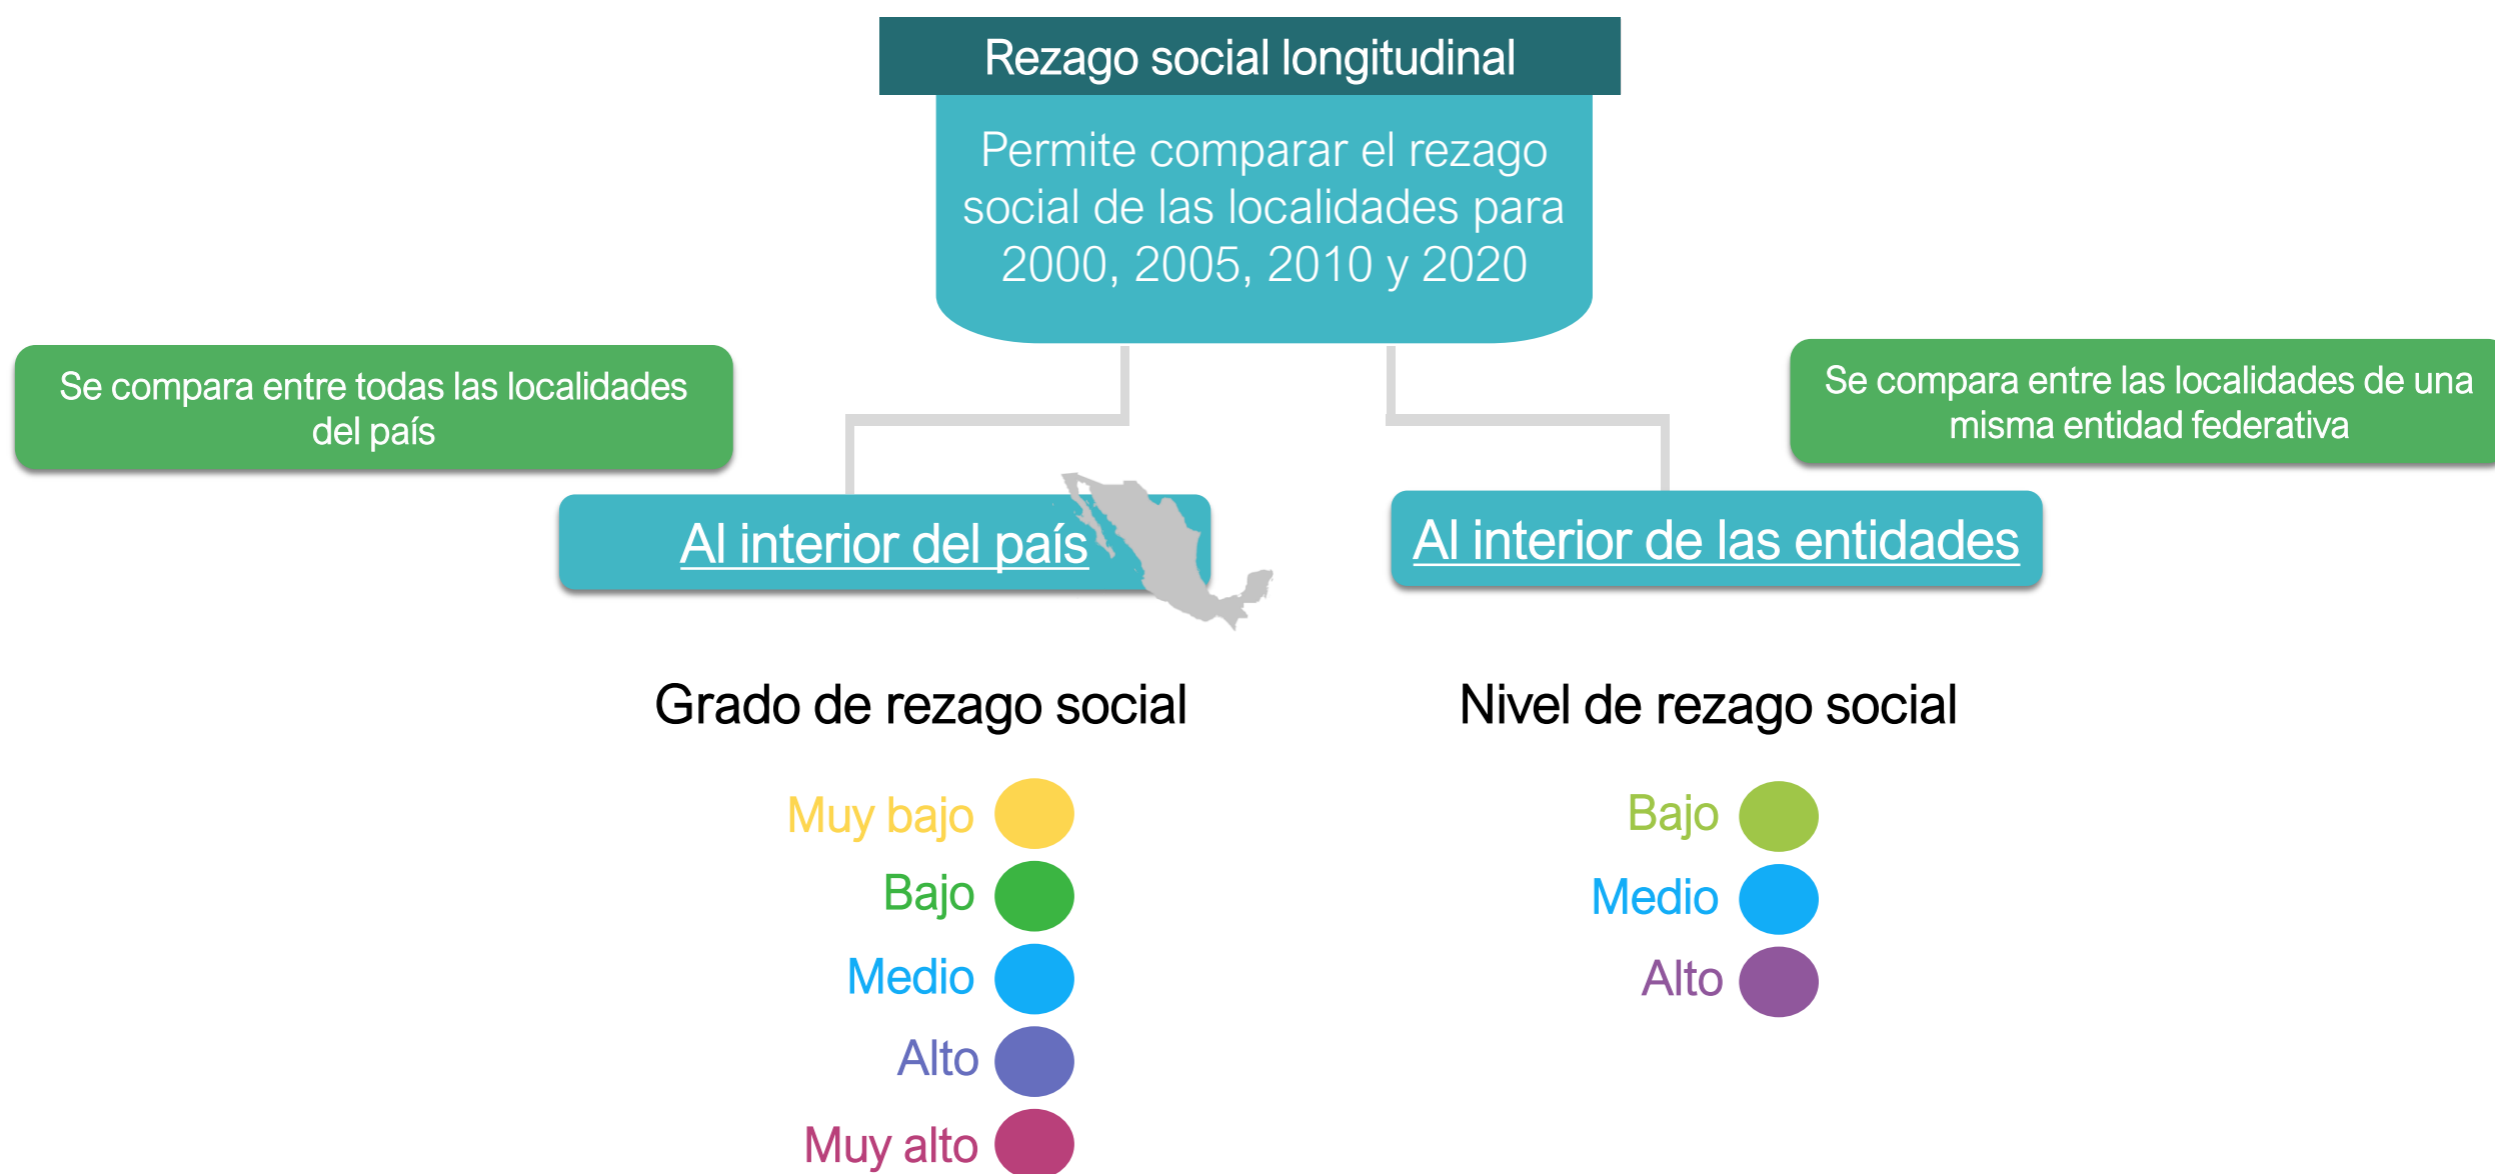 Rezago social longitudinal
Permite comparar el rezago
social de las localidades para
2000, 2005, 2010 y 2020
Se compara entre todas las localidades
del país
Se compara entre las localidades de una
misma entidad federativa
Al interior del país
Al interior de las entidades
Grado de rezago social
Muy bajo
Bajo
Medio
Alto
Muy alto
Nivel de rezago social
Bajo
Medio
Alto